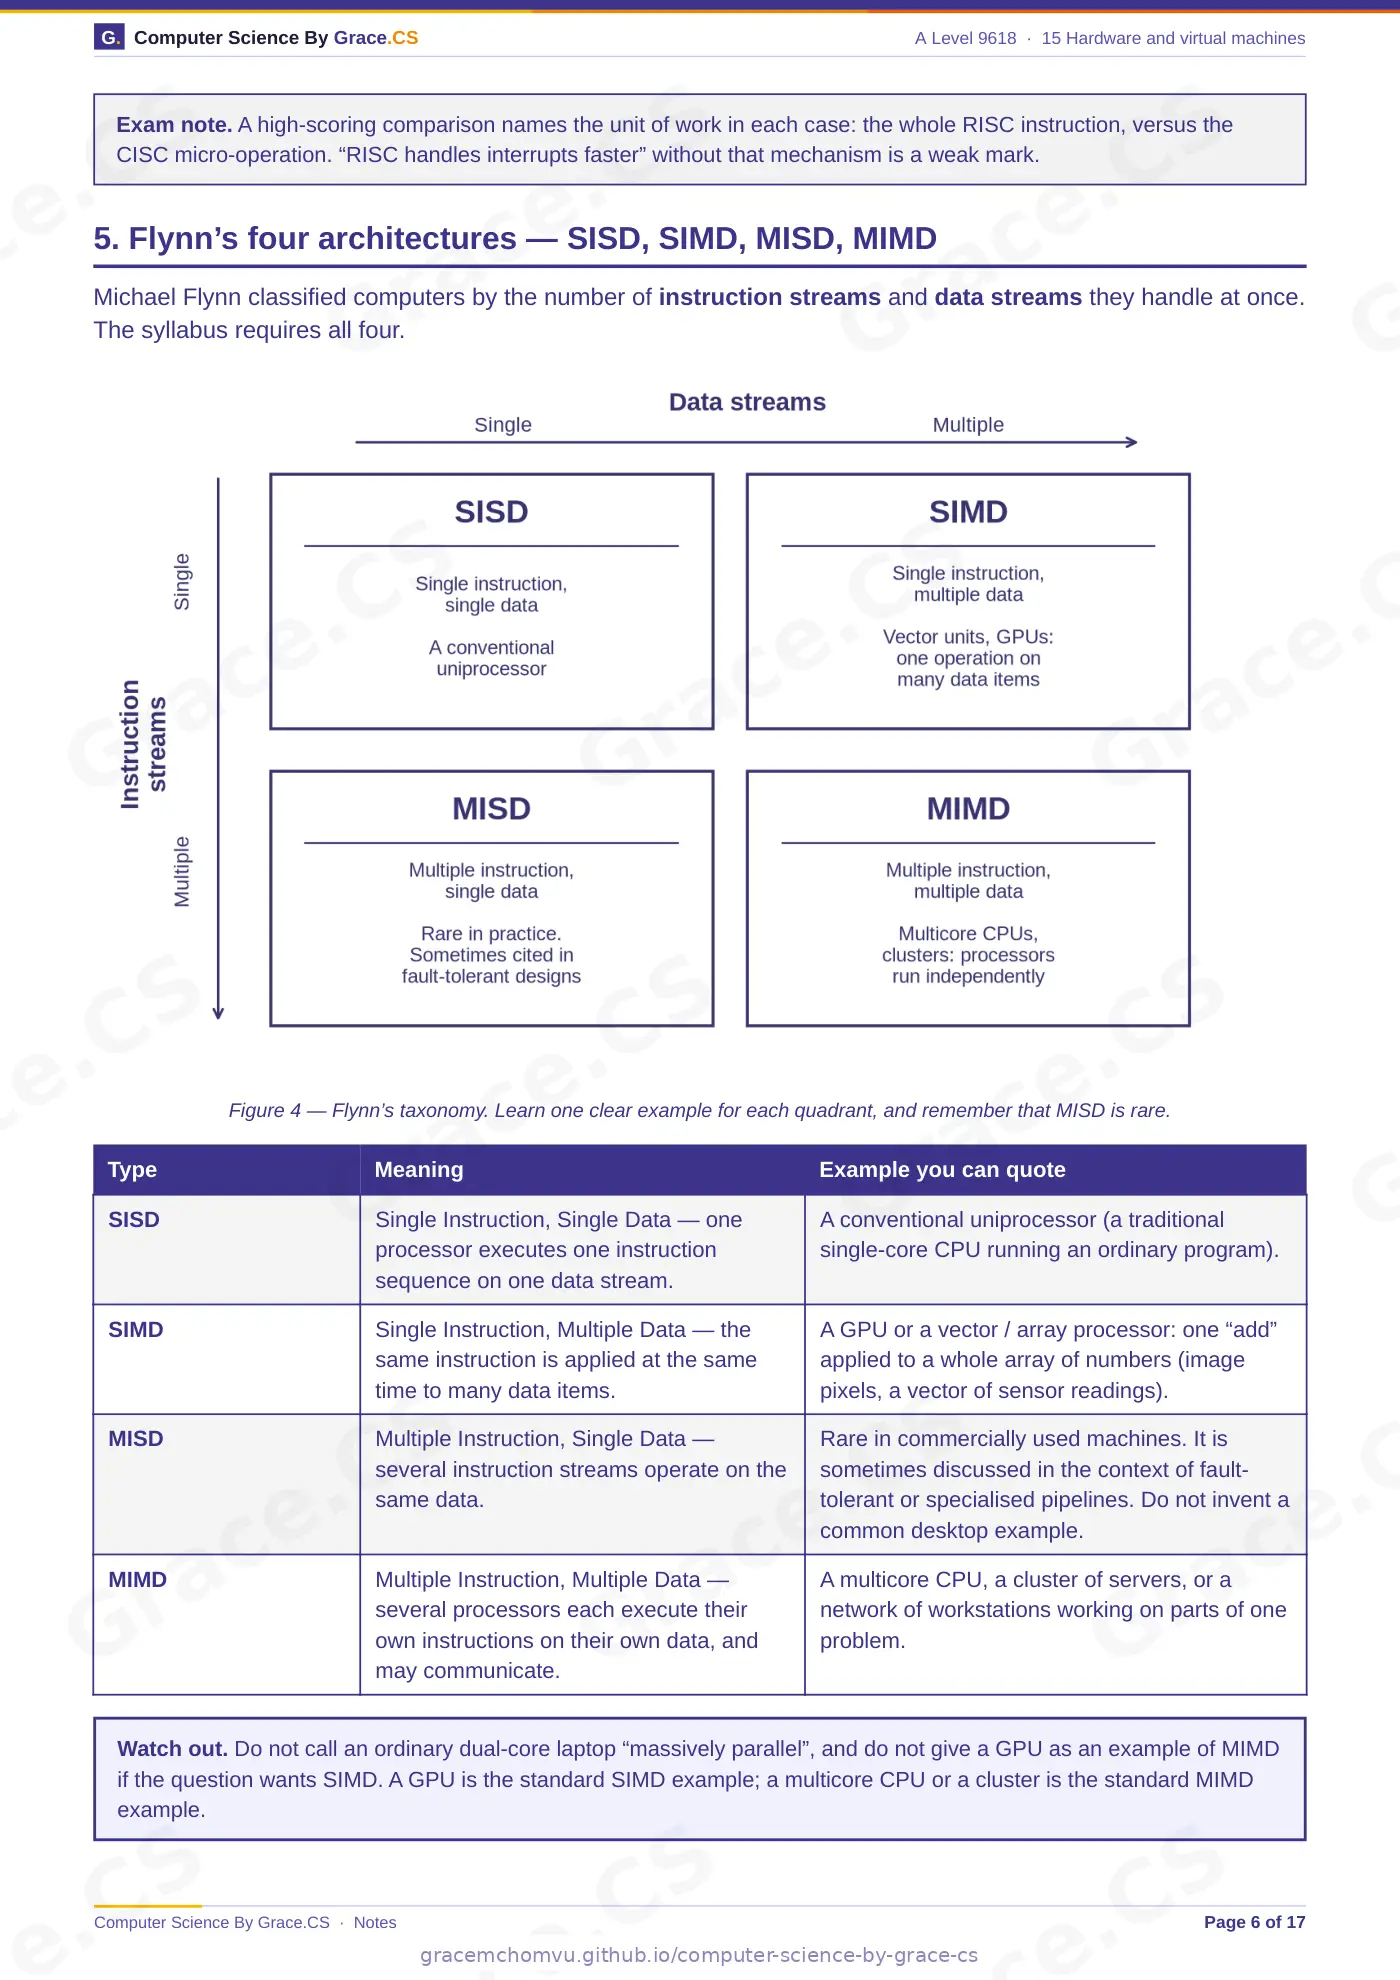 G. Computer Science By Grace.CS
A Level 9618 · 15 Hardware and virtual machines
Exam note. A high-scoring comparison names the unit of work in each case: the whole RISC instruction, versus the
CISC micro-operation. “RISC handles interrupts faster” without that mechanism is a weak mark.
5. Flynn’s four architectures — SISD, SIMD, MISD, MIMD
Michael Flynn classified computers by the number of instruction streams and data streams they handle at once.
The syllabus requires all four.
Data streams
Single
Multiple
Instruction
streams
Single
Multiple
SISD
Single instruction,
single data
A conventional
uniprocessor
SIMD
Single instruction,
multiple data
Vector units, GPUs:
one operation on
many data items
MISD
Multiple instruction,
single data
Rare in practice.
Sometimes cited in
fault-tolerant designs
MIMD
Multiple instruction,
multiple data
Multicore CPUs,
clusters: processors
run independently
Figure 4 — Flynn’s taxonomy. Learn one clear example for each quadrant, and remember that MISD is rare.
Type
Meaning
Example you can quote
SISD
Single Instruction, Single Data — one
processor executes one instruction
sequence on one data stream.
A conventional uniprocessor (a traditional
single-core CPU running an ordinary program).
SIMD
Single Instruction, Multiple Data — the
same instruction is applied at the same
time to many data items.
A GPU or a vector / array processor: one “add”
applied to a whole array of numbers (image
pixels, a vector of sensor readings).
MISD
Multiple Instruction, Single Data —
several instruction streams operate on the
same data.
Rare in commercially used machines. It is
sometimes discussed in the context of fault-
tolerant or specialised pipelines. Do not invent a
common desktop example.
MIMD
Multiple Instruction, Multiple Data —
several processors each execute their
own instructions on their own data, and
may communicate.
A multicore CPU, a cluster of servers, or a
network of workstations working on parts of one
problem.
Watch out. Do not call an ordinary dual-core laptop “massively parallel”, and do not give a GPU as an example of MIMD
if the question wants SIMD. A GPU is the standard SIMD example; a multicore CPU or a cluster is the standard MIMD
example.
Computer Science By Grace.CS · Notes
Page 6 of 17
gracemchomvu.github.io/computer-science-by-grace-cs